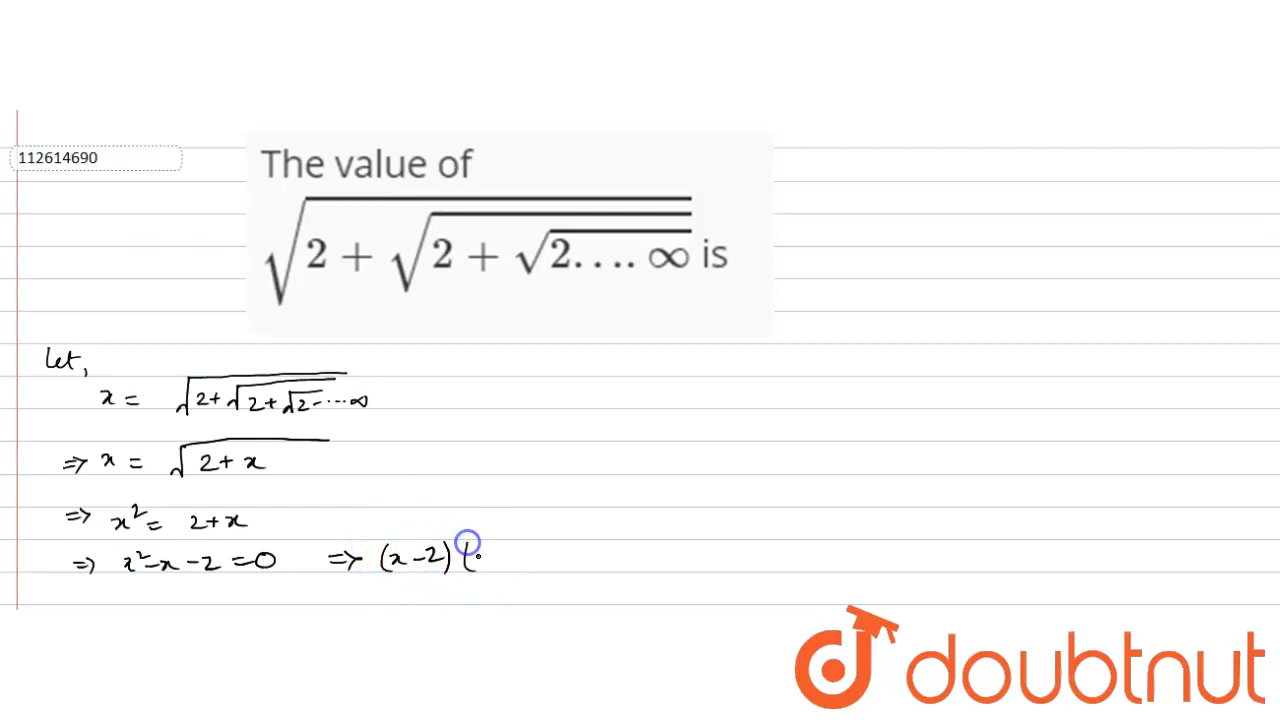 112614690
The value of
√2 + √2 + √2.... ∞ is
Let,
x = √2+√2+√2-...∞
=> x = √2+x
=> x² = 2+x
=> x²-x-2=0 => (x-2)(
doubtnut